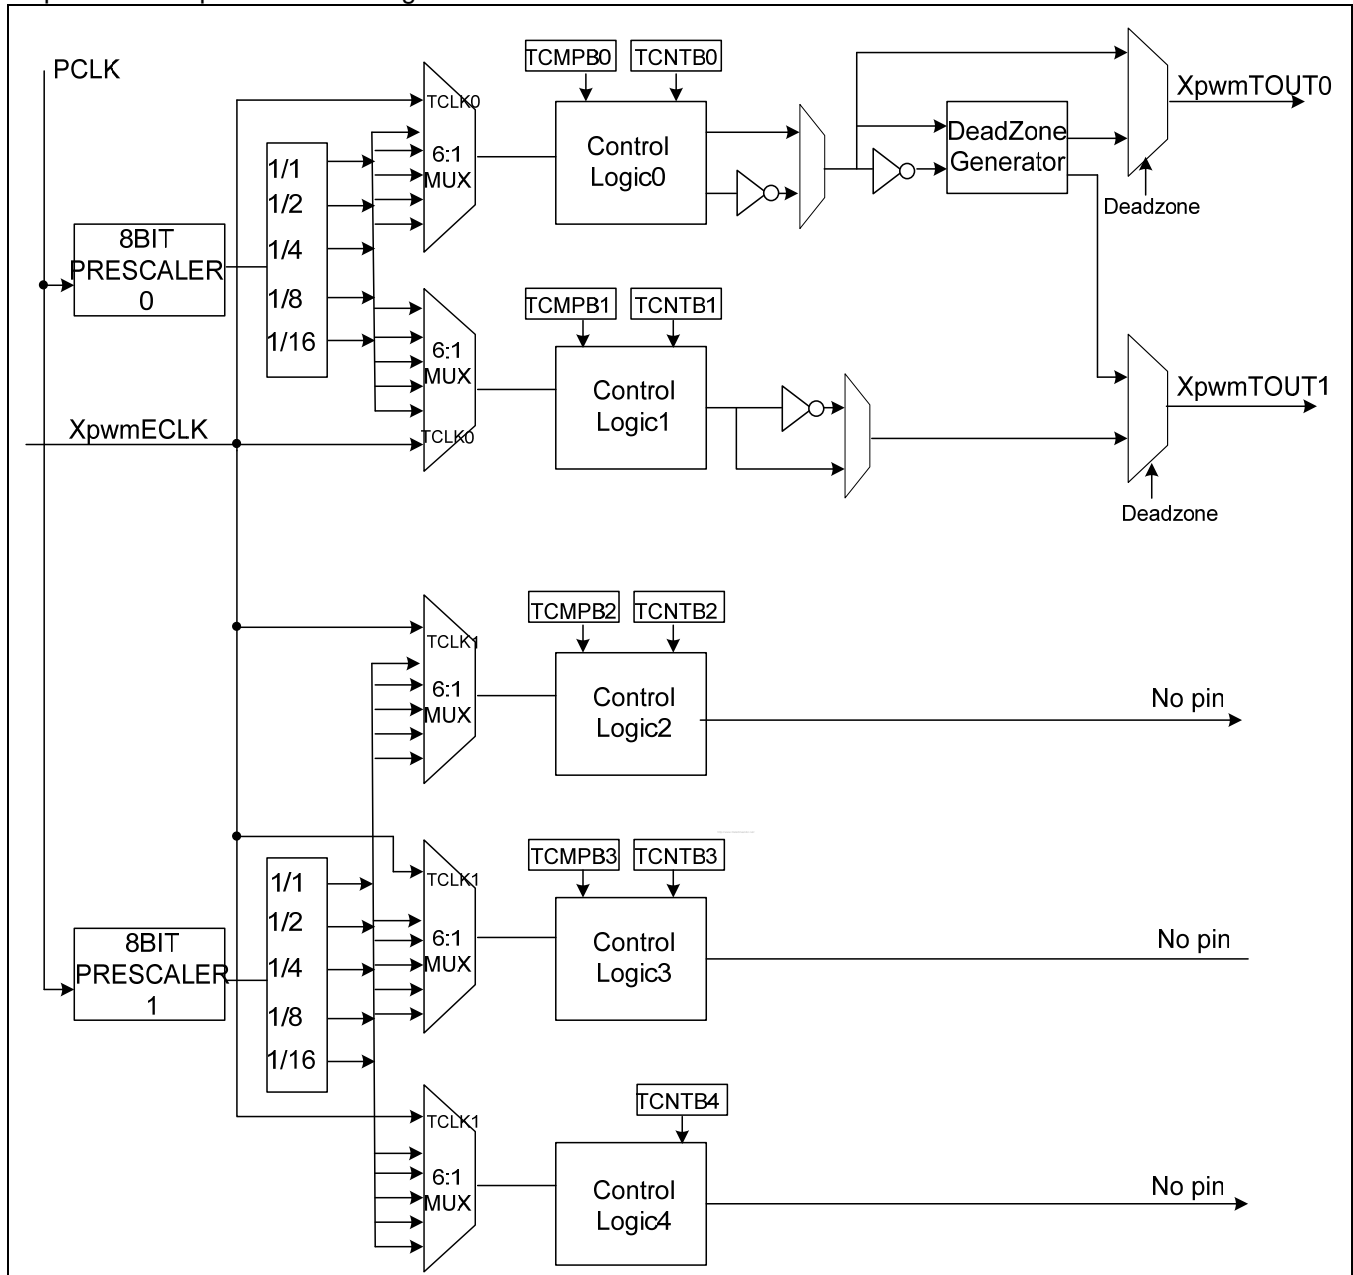 PCLK
TCMPB0
TCNTB0
XpwmTOUT0
TCLK0
6:1
MUX
Control
Logic0
DeadZone
Generator
Deadzone
1/1
1/2
1/4
1/8
1/16
8BIT
PRESCALER
0
TCMPB1
TCNTB1
6:1
MUX
TCLK0
Control
Logic1
XpwmTOUT1
Deadzone
XpwmECLK
TCMPB2
TCNTB2
TCLK1
6:1
MUX
Control
Logic2
No pin
TCMPB3
TCNTB3
TCLK1
6:1
MUX
Control
Logic3
No pin
1/1
1/2
1/4
1/8
1/16
8BIT
PRESCALER
1
TCNTB4
TCLK1
6:1
MUX
Control
Logic4
No pin